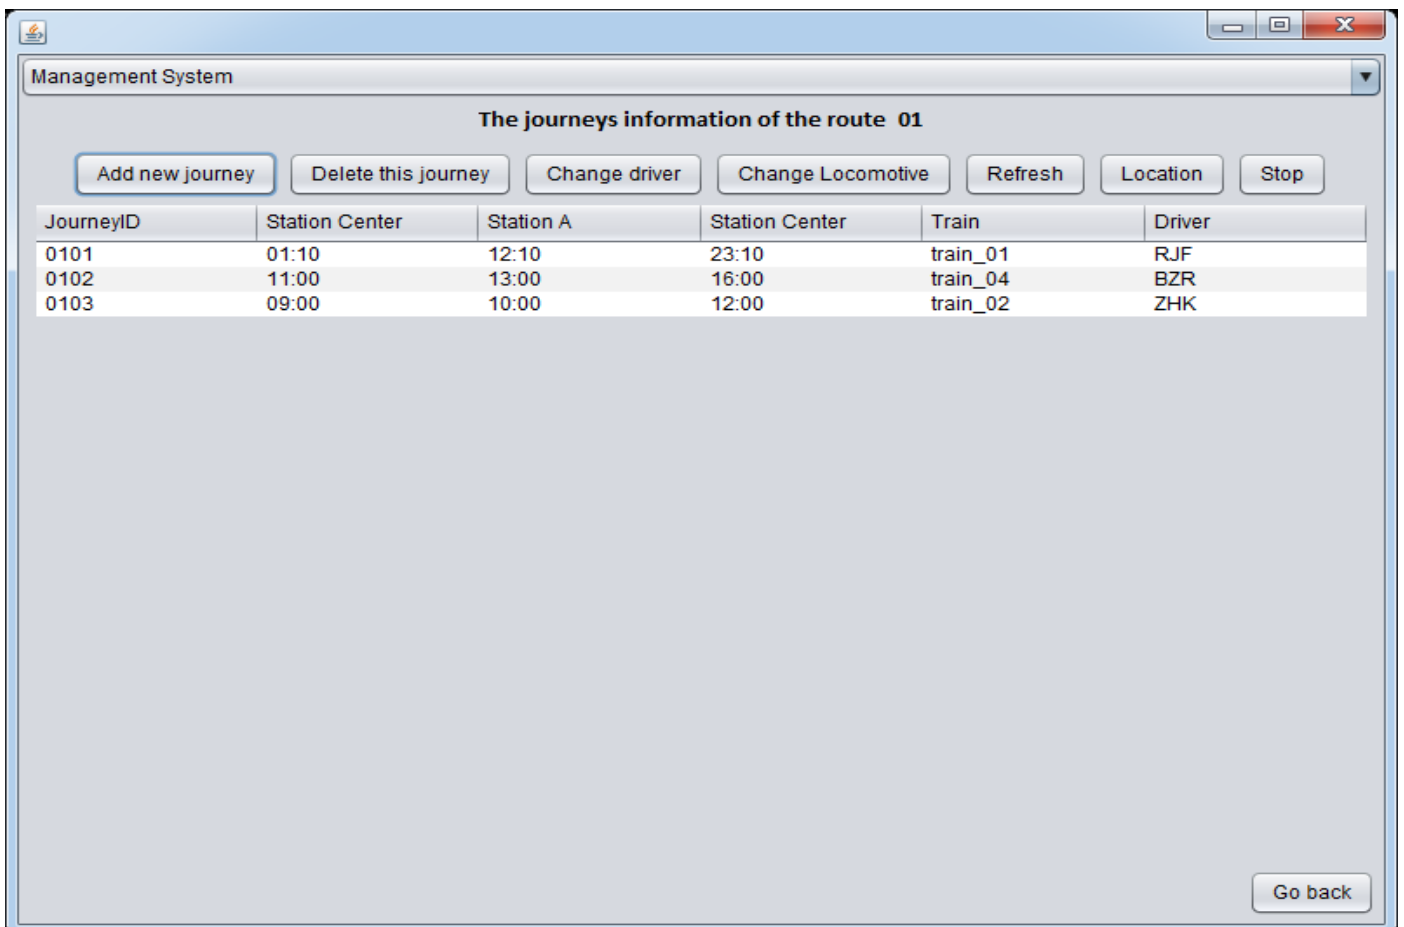 Management System
The journeys information of the route 01
Add new journey Delete this journey Change driver Change Locomotive Refresh Location Stop
JourneyID Station Center Station A Station Center Train Driver
0101 01:10 12:10 23:10 train_01 RJF
0102 11:00 13:00 16:00 train_04 BZR
0103 09:00 10:00 12:00 train_02 ZHK
Go back